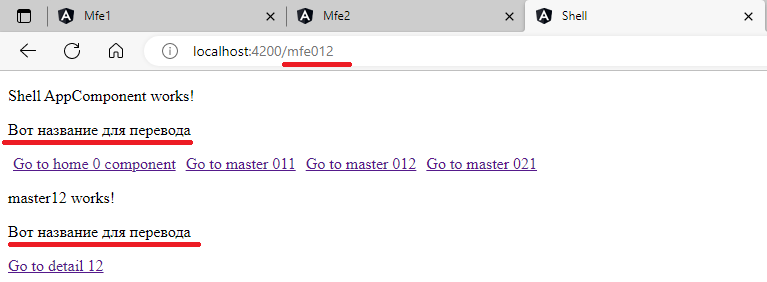 Mfe1 Mfe2 Shell
localhost:4200/mfe012
Shell AppComponent works!
Вот название для перевода
Go to home 0 component Go to master 011 Go to master 012 Go to master 021
master12 works!
Вот название для перевода
Go to detail 12